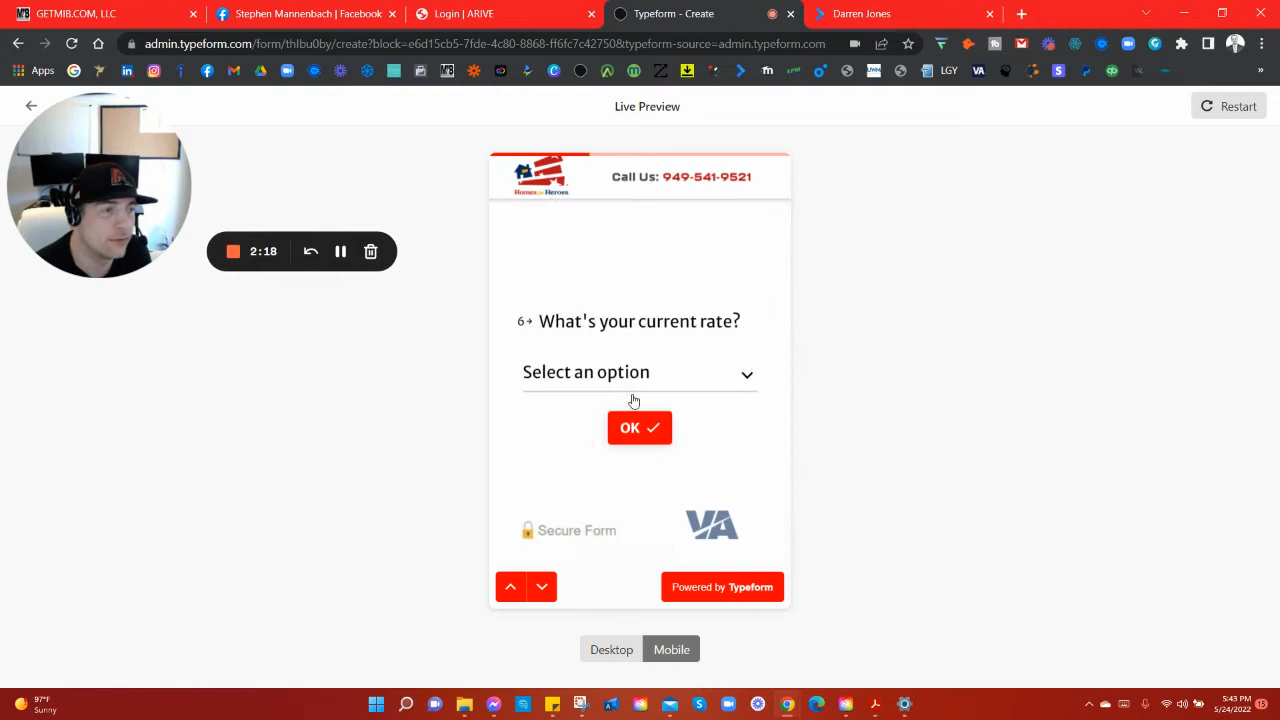 GETMIB.COM, LLC
Stephen Mannenbach | Facebook
Login | ARIVE
Typeform - Create
Darren Jones
admin.typeform.com/form/thIbu0by/create?block=e6d15cb5-7fde-4c80-8868-ff6fc7c42750&typeform-source=admin.typeform.com
Apps
LGY
Live Preview
Restart
Homes for Heroes
Call Us: 949-541-9521
2:18
6
What's your current rate?
Select an option
OK
Secure Form
VA
Powered by Typeform
Desktop
Mobile
97°F
Sunny
5:43 PM
5/24/2022